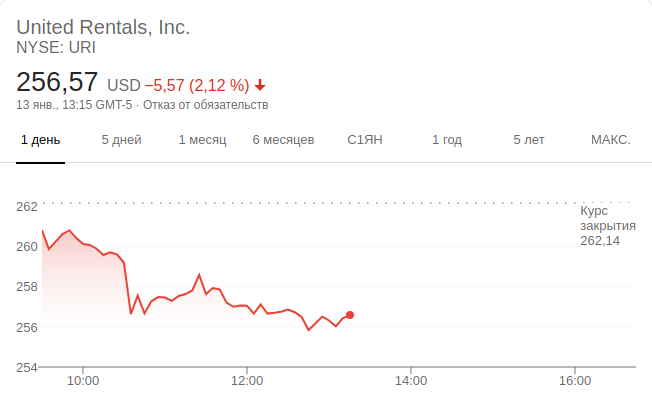 United Rentals, Inc.
NYSE: URI
256,57 USD −5,57 (2,12 %)
13 янв., 13:15 GMT-5 · Отказ от обязательств
1 день 5 дней 1 месяц 6 месяцев С1ЯН 1 год 5 лет МАКС.
262
Курс
закрытия
262,14
260
258
256
254
10:00 12:00 14:00 16:00